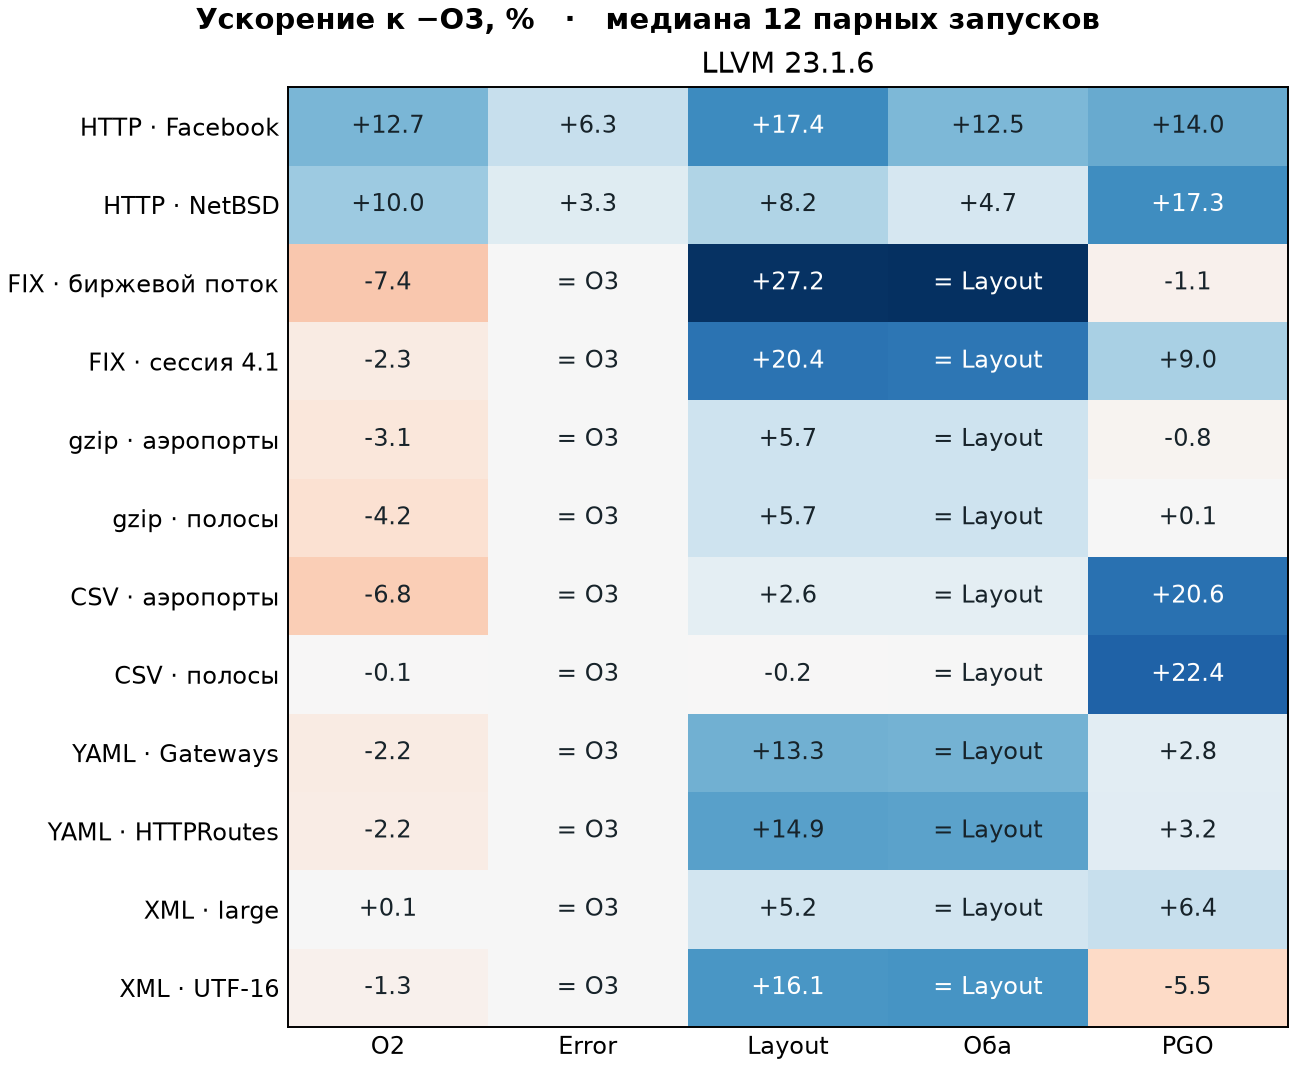 Ускорение к −O3, % · медиана 12 парных запусков
LLVM 23.1.6
HTTP · Facebook +12.7 +6.3 +17.4 +12.5 +14.0
HTTP · NetBSD +10.0 +3.3 +8.2 +4.7 +17.3
FIX · биржевой поток -7.4 = O3 +27.2 = Layout -1.1
FIX · сессия 4.1 -2.3 = O3 +20.4 = Layout +9.0
gzip · аэропорты -3.1 = O3 +5.7 = Layout -0.8
gzip · полосы -4.2 = O3 +5.7 = Layout +0.1
CSV · аэропорты -6.8 = O3 +2.6 = Layout +20.6
CSV · полосы -0.1 = O3 -0.2 = Layout +22.4
YAML · Gateways -2.2 = O3 +13.3 = Layout +2.8
YAML · HTTPRoutes -2.2 = O3 +14.9 = Layout +3.2
XML · large +0.1 = O3 +5.2 = Layout +6.4
XML · UTF-16 -1.3 = O3 +16.1 = Layout -5.5
O2 Error Layout Оба PGO